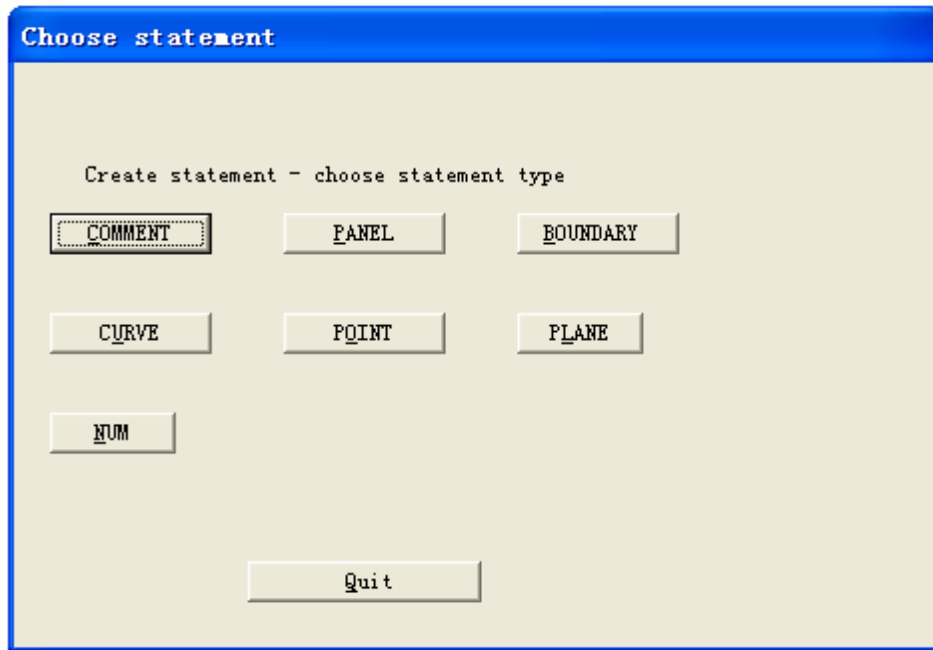 Choose statement
Create statement - choose statement type
COMMENT PANEL BOUNDARY
CURVE POINT PLANE
NUM
Quit